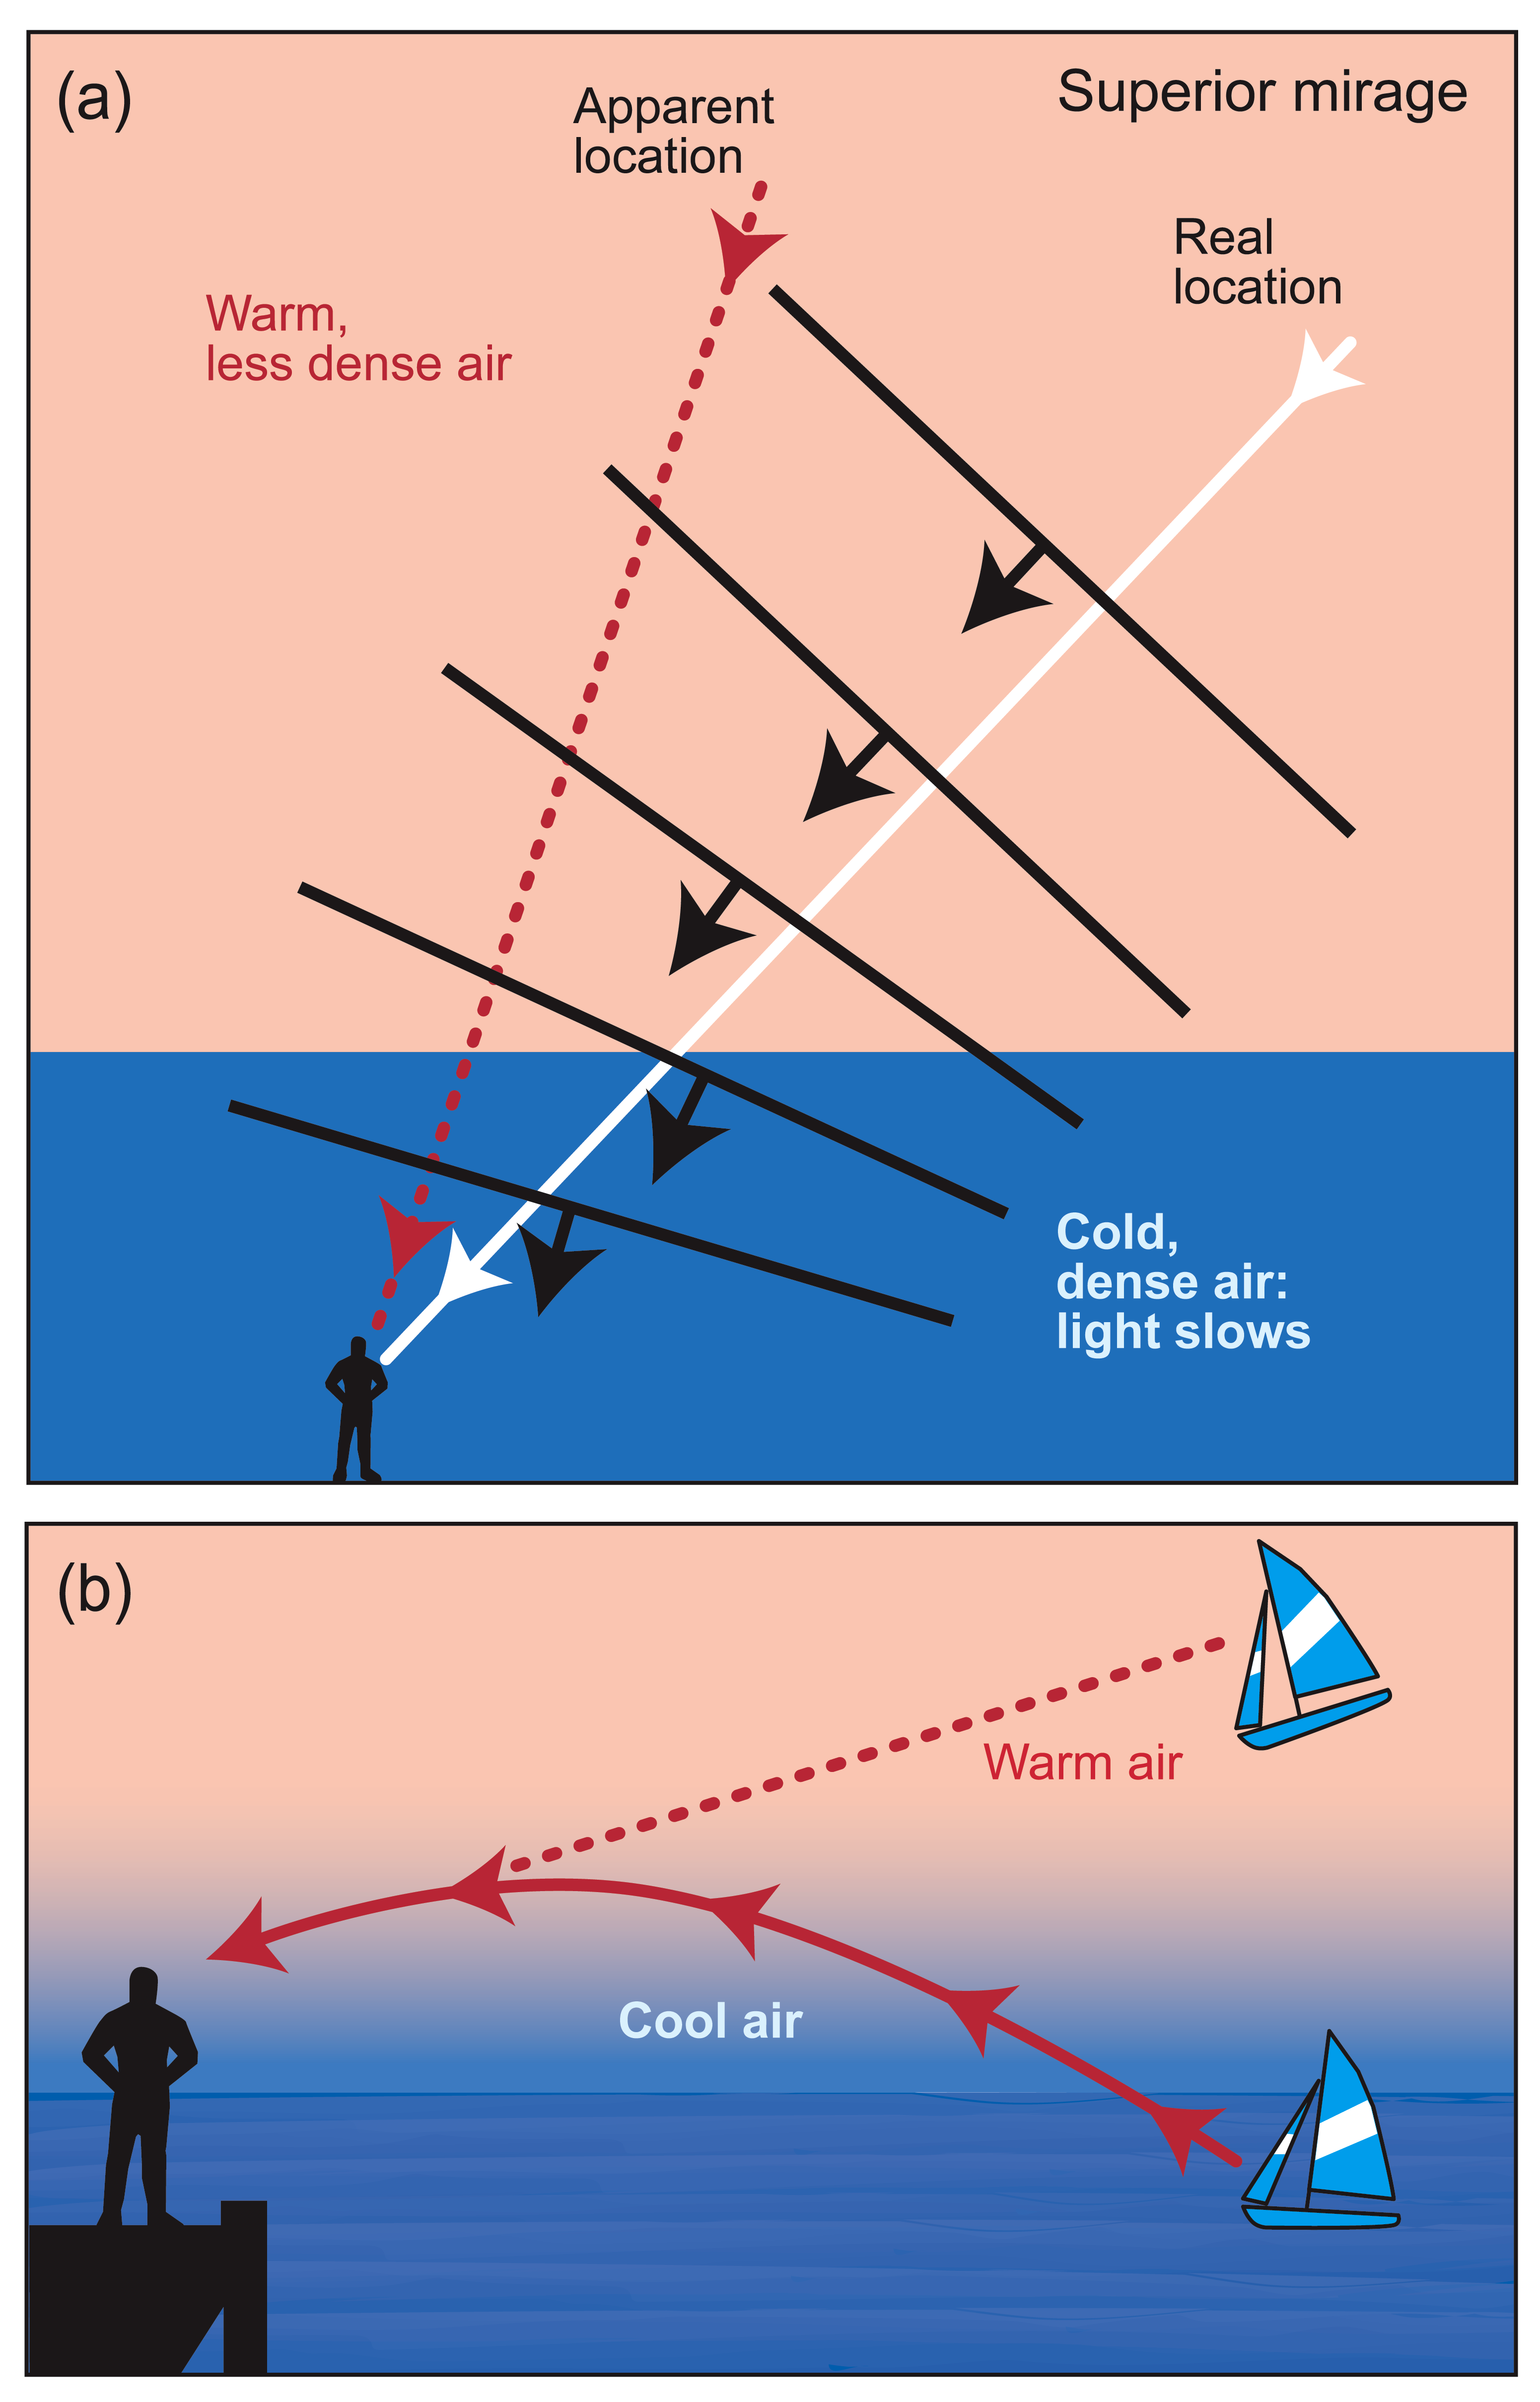 (a)
Superior mirage
Apparent
location
Real
location
Warm,
less dense air
Cold,
dense air:
light slows
(b)
Warm air
Cool air